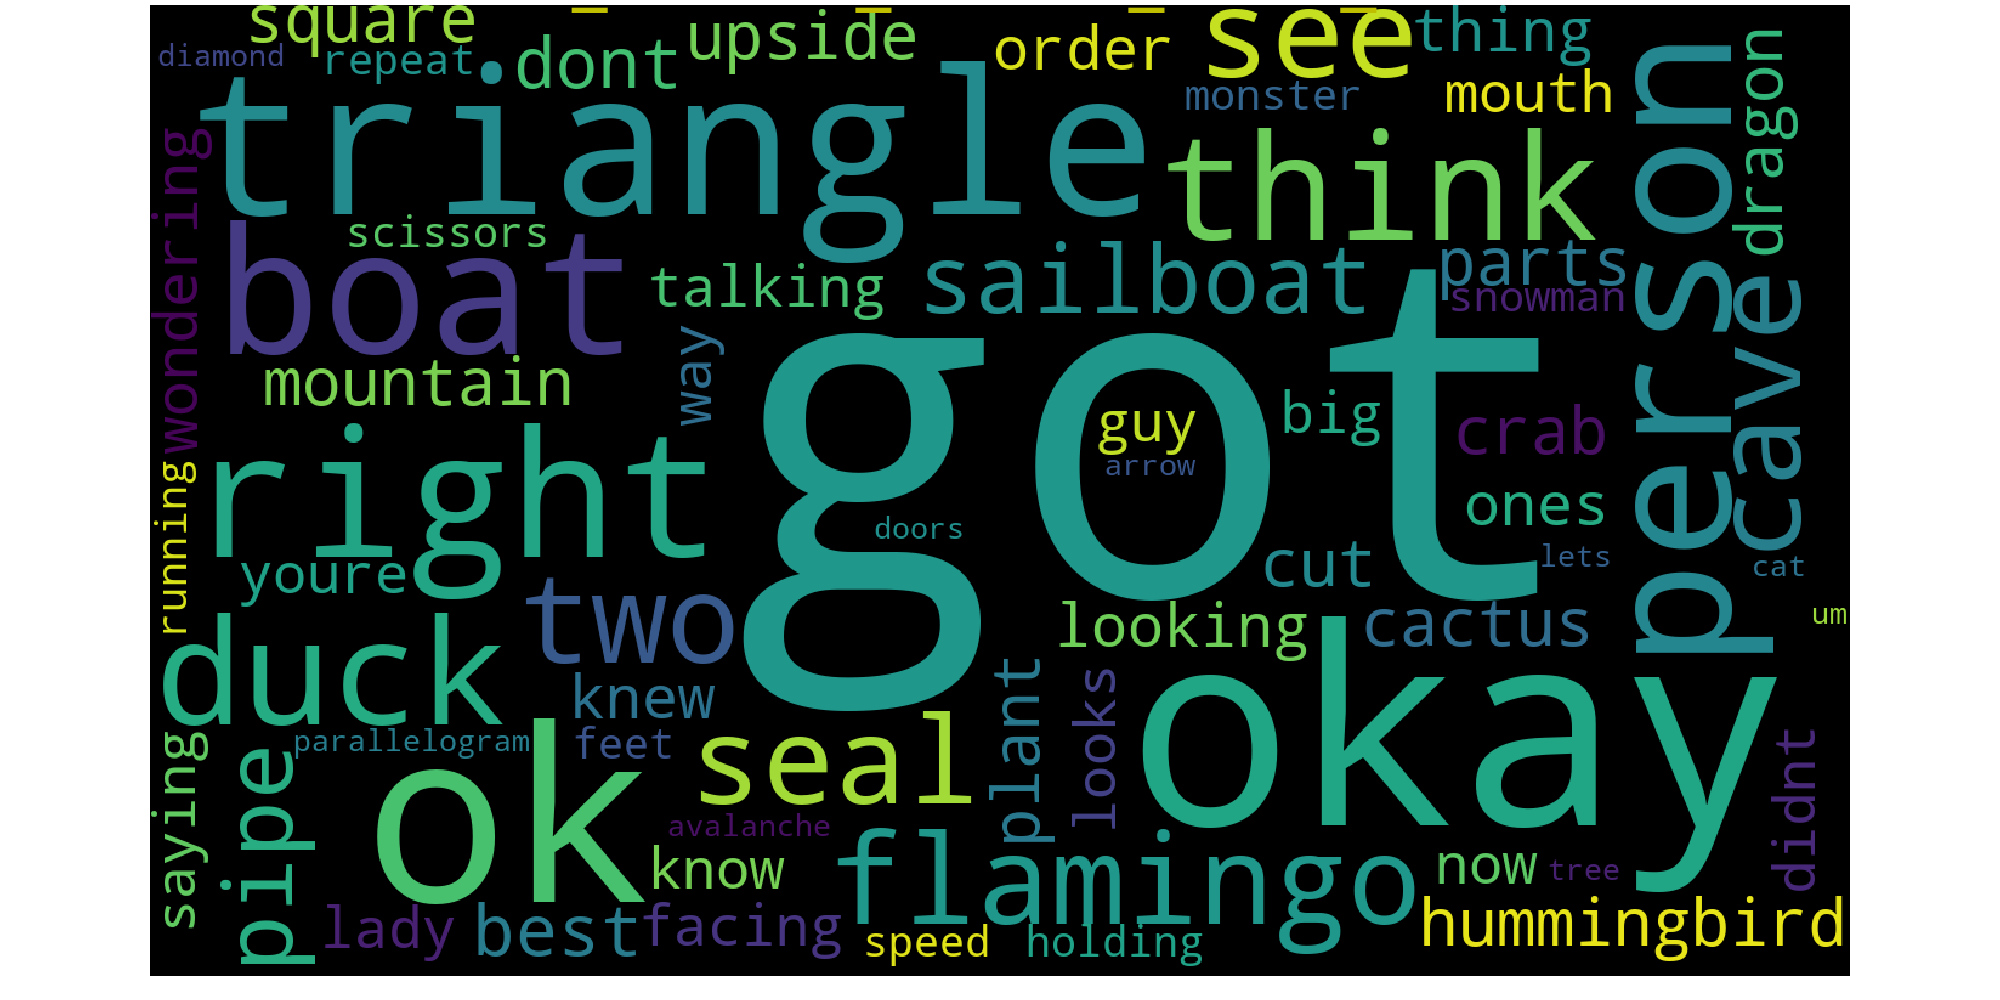 square
diamond
repeat
dont
upside
order
see
thing
monster
mouth
dragon
person
triangle
think
wondering
scissors
boat
talking
sailboat
parts
snowman
cave
mountain
way
got
guy
arrow
big
crab
right
running
youre
doors
ones
cut
lets
cat
two
looking
cactus
um
duck
knew
feet
plant
looks
okay
didnt
saying
pipe
parallelogram
ok
seal
avalanche
know
flamingo
now
tree
lady
best
facing
speed
holding
hummingbird